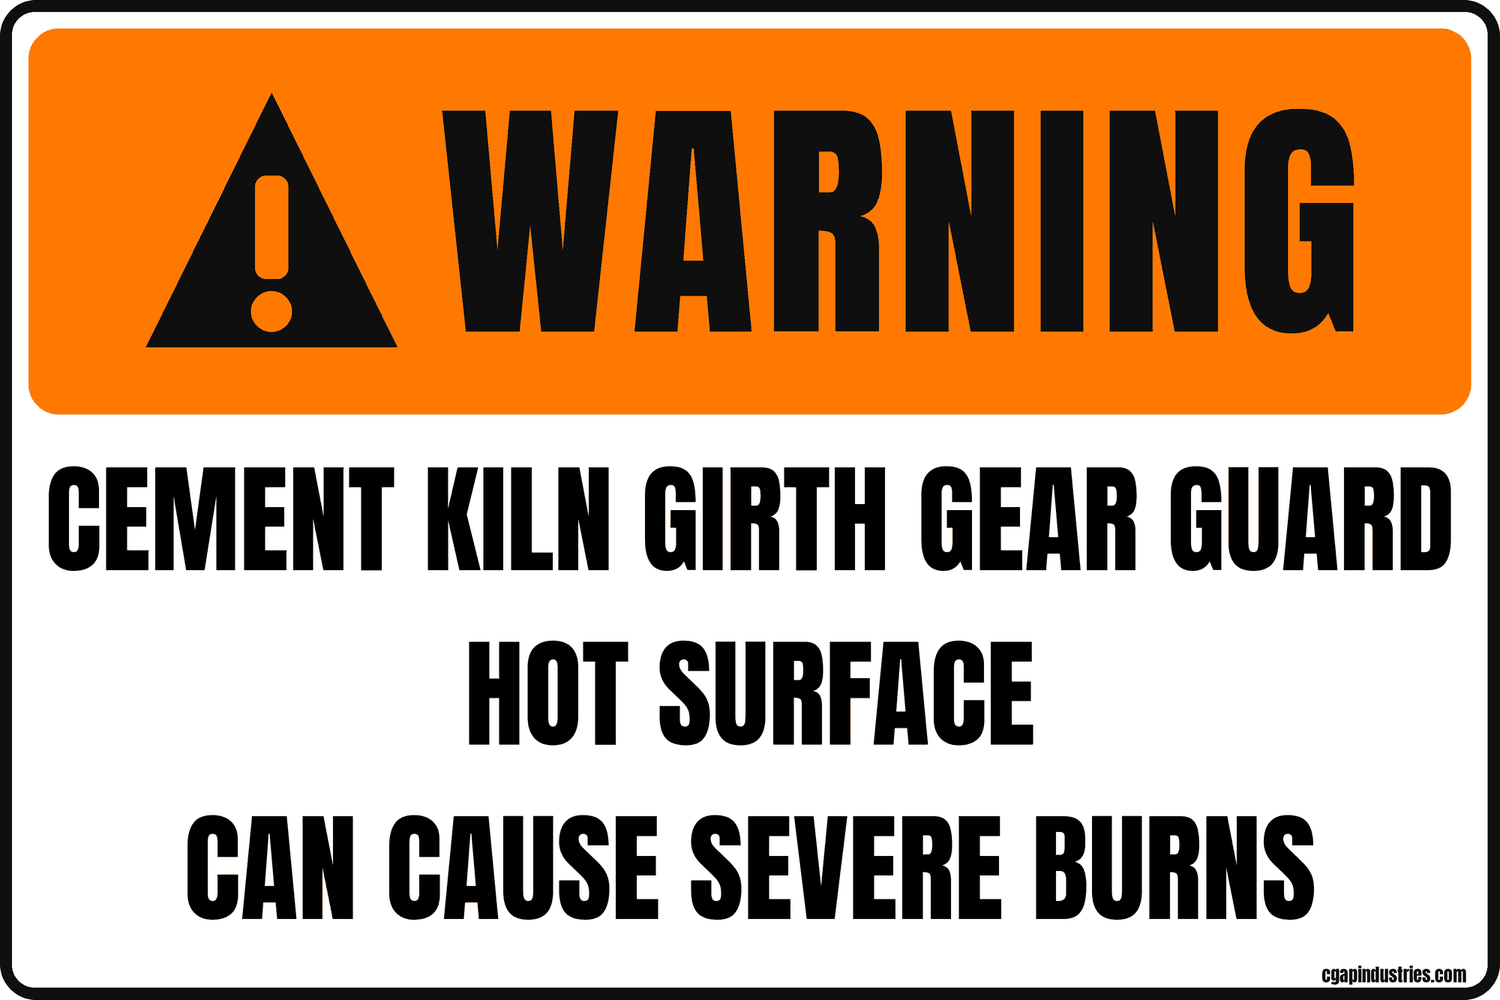 WARNING
CEMENT KILN GIRTH GEAR GUARD
HOT SURFACE
CAN CAUSE SEVERE BURNS
cgapindustries.com